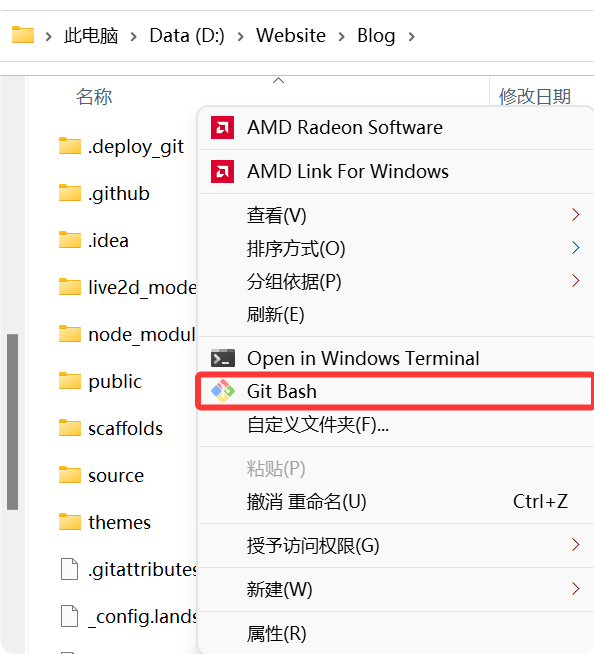 此电脑 > Data (D:) > Website > Blog >
名称 修改日期
.deploy_git
.github
.idea
live2d_mode
node_modul
public
scaffolds
source
themes
.gitattributes
_config.lands
AMD Radeon Software
AMD Link For Windows
查看(V)
排序方式(O)
分组依据(P)
刷新(E)
Open in Windows Terminal
Git Bash
自定义文件夹(F)...
粘贴(P)
撤消 重命名(U) Ctrl+Z
授予访问权限(G)
新建(W)
属性(R)